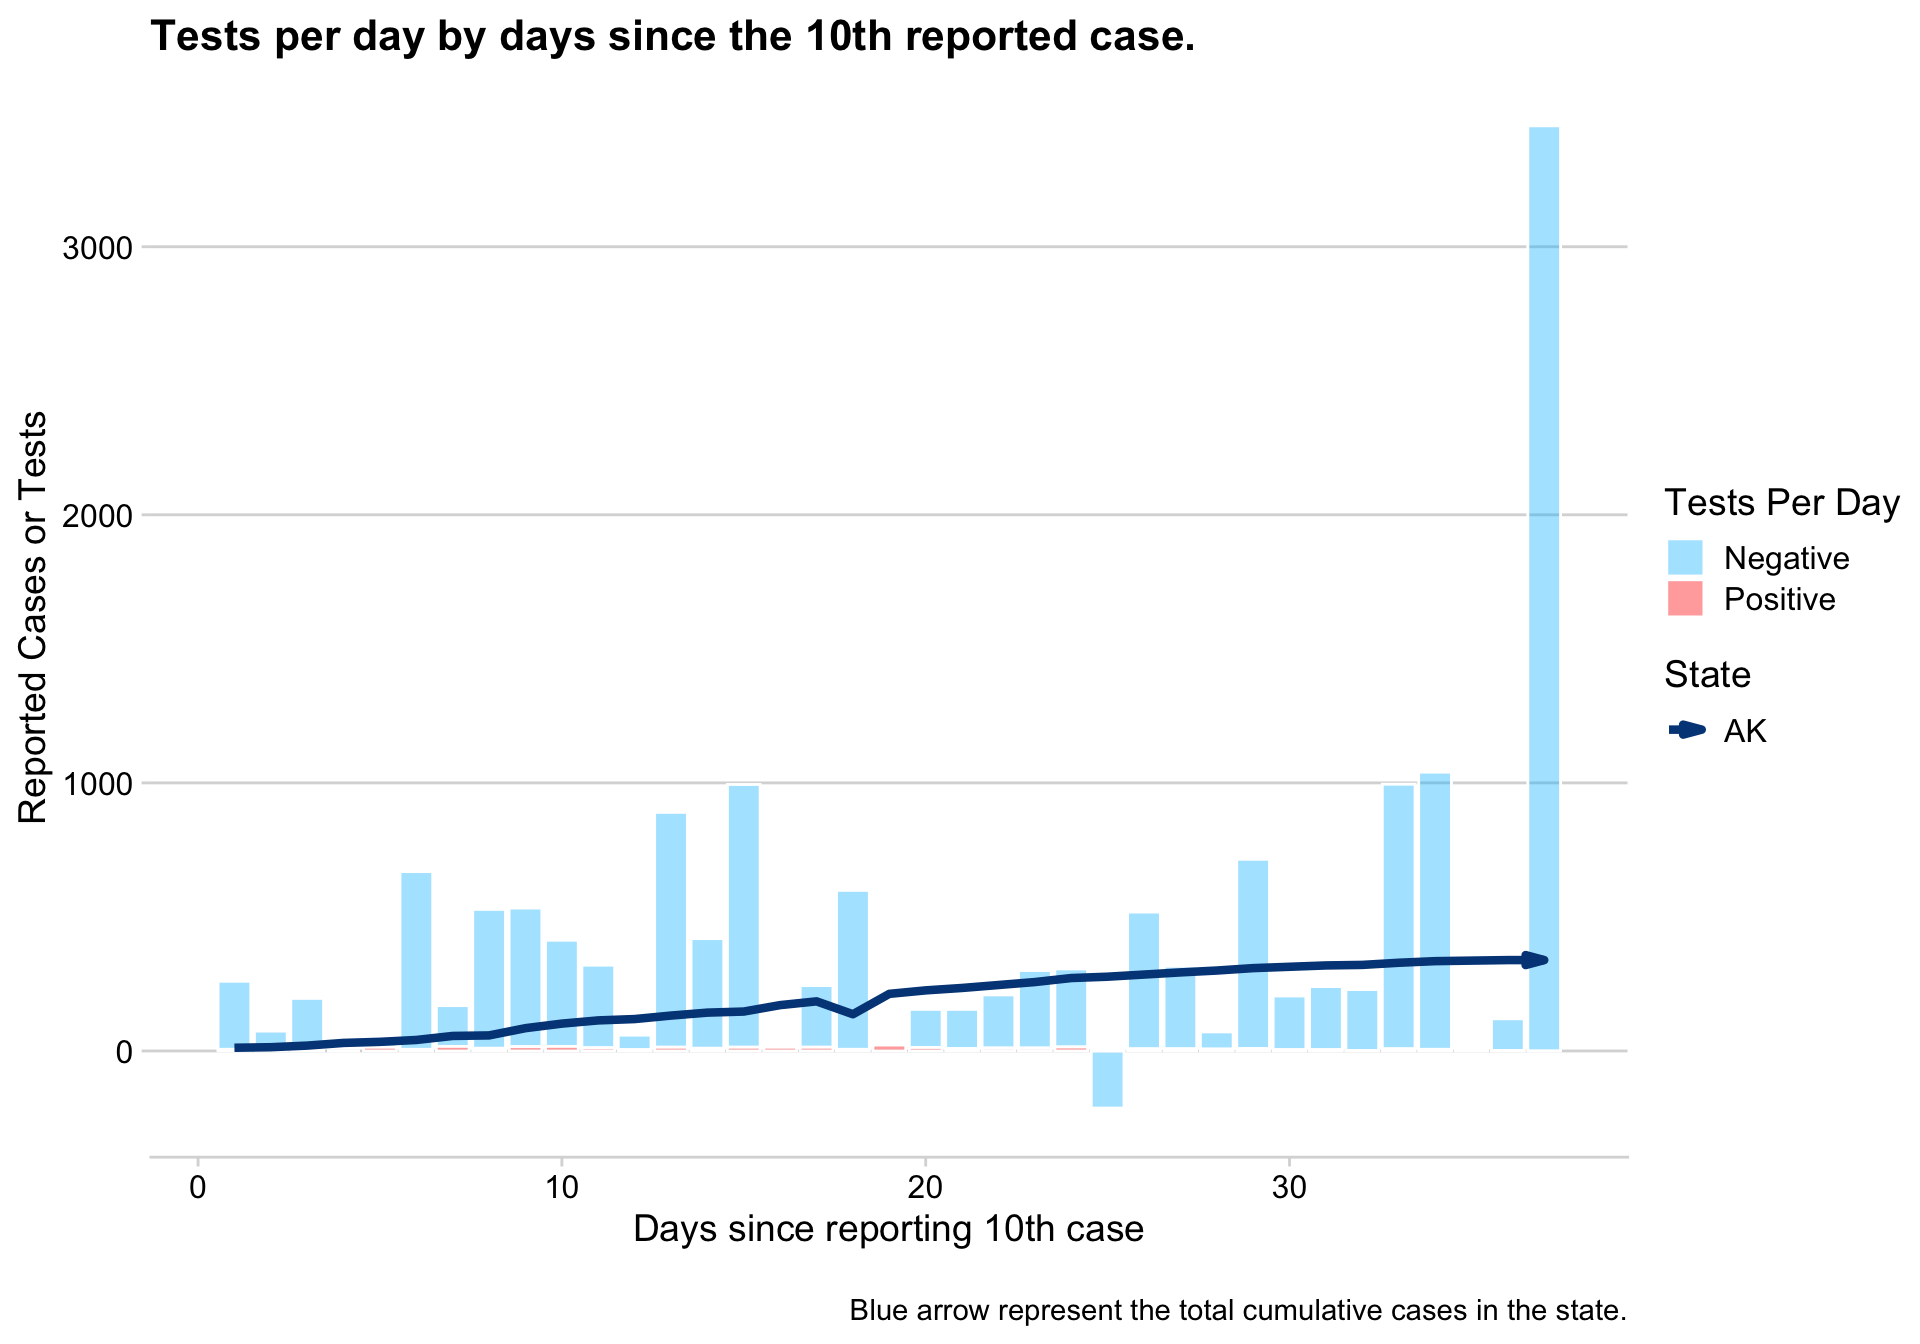 Tests per day by days since the 10th reported case.
Reported Cases or Tests
3000
2000
1000
0
0 10 20 30
Days since reporting 10th case
Tests Per Day
Negative
Positive
State
AK
Blue arrow represent the total cumulative cases in the state.